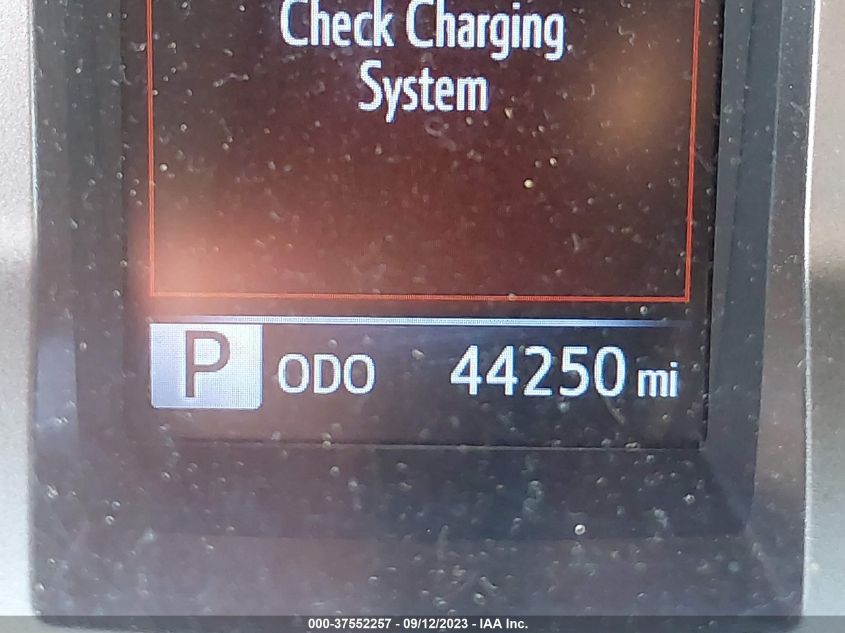 Check Charging
System
P ODO 44250 mi
000-37552257 - 09/12/2023 - IAA Inc.